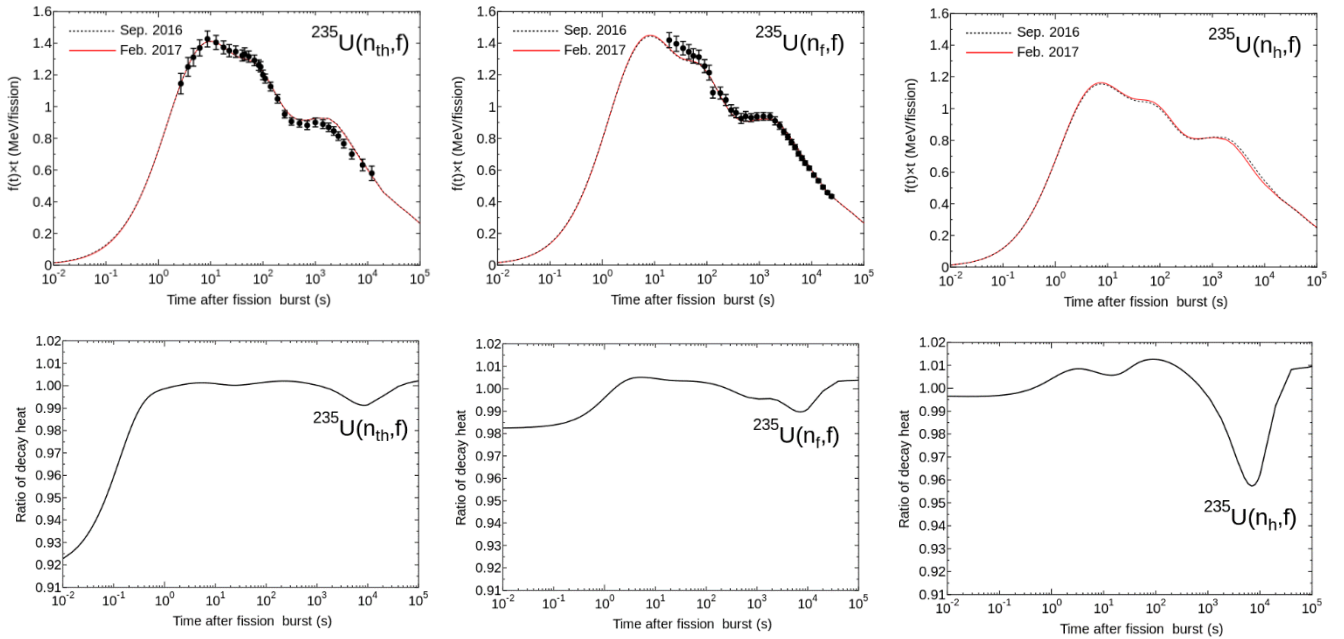 1.6
1.4
1.2
1
0.8
0.6
0.4
0.2
0
f(t)×t (MeV/fission)
Sep. 2016
Feb. 2017
²³⁵U(nth,f)
10⁻² 10⁻¹ 10⁰ 10¹ 10² 10³ 10⁴ 10⁵
Time after fission burst (s)
1.6
1.4
1.2
1
0.8
0.6
0.4
0.2
0
f(t)×t (MeV/fission)
Sep. 2016
Feb. 2017
²³⁵U(nf,f)
10⁻² 10⁻¹ 10⁰ 10¹ 10² 10³ 10⁴ 10⁵
Time after fission burst (s)
1.6
1.4
1.2
1
0.8
0.6
0.4
0.2
0
f(t)×t (MeV/fission)
Sep. 2016
Feb. 2017
²³⁵U(nh,f)
10⁻² 10⁻¹ 10⁰ 10¹ 10² 10³ 10⁴ 10⁵
Time after fission burst (s)
1.02
1.01
1.00
0.99
0.98
0.97
0.96
0.95
0.94
0.93
0.92
0.91
Ratio of decay heat
²³⁵U(nth,f)
10⁻² 10⁻¹ 10⁰ 10¹ 10² 10³ 10⁴ 10⁵
Time after fission burst (s)
1.02
1.01
1.00
0.99
0.98
0.97
0.96
0.95
0.94
0.93
0.92
0.91
Ratio of decay heat
²³⁵U(nf,f)
10⁻² 10⁻¹ 10⁰ 10¹ 10² 10³ 10⁴ 10⁵
Time after fission burst (s)
1.02
1.01
1.00
0.99
0.98
0.97
0.96
0.95
0.94
0.93
0.92
0.91
Ratio of decay heat
²³⁵U(nh,f)
10⁻² 10⁻¹ 10⁰ 10¹ 10² 10³ 10⁴ 10⁵
Time after fission burst (s)